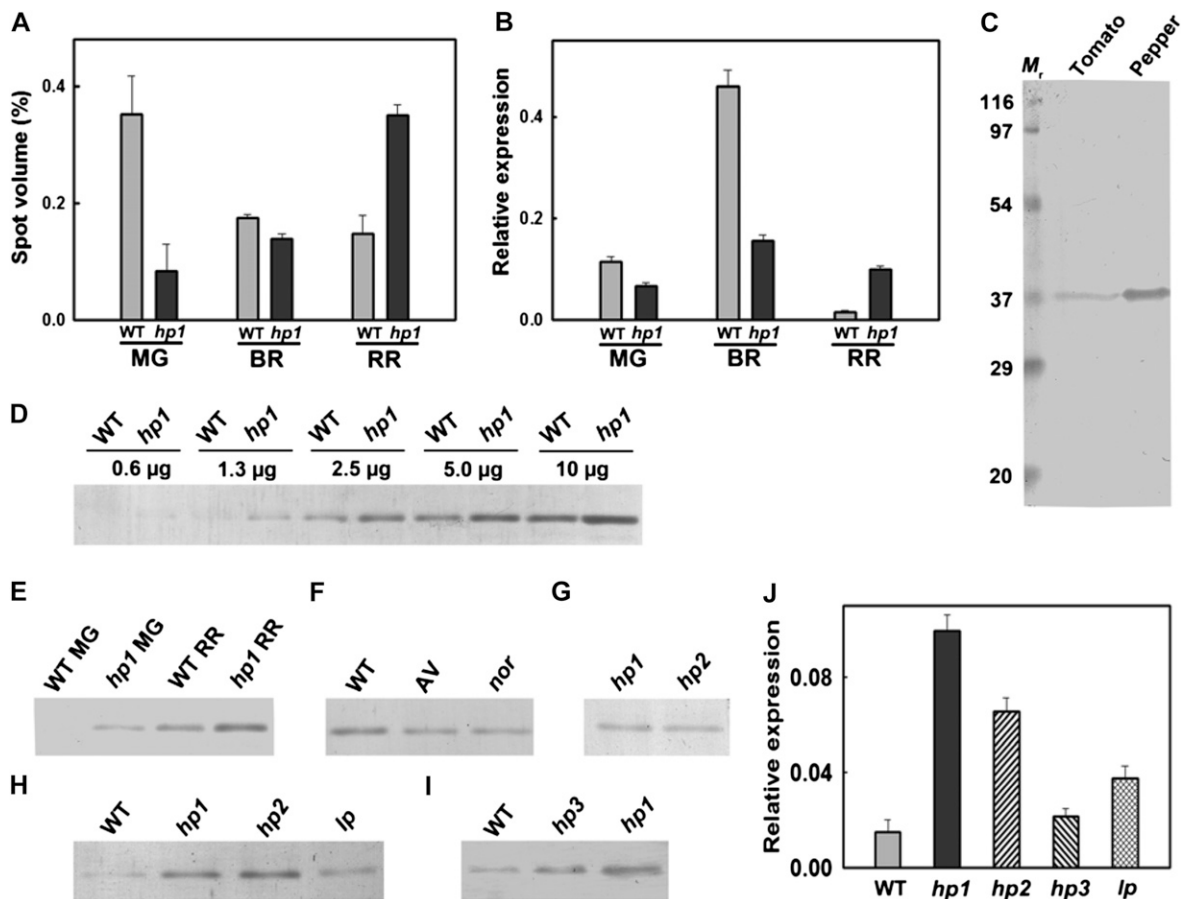 A
Spot volume (%)
0.4
0.2
0.0
WT hp1 WT hp1 WT hp1
MG BR RR
B
Relative expression
0.4
0.2
0.0
WT hp1 WT hp1 WT hp1
MG BR RR
C
Mr Tomato Pepper
116
97
54
37
29
20
D
WT hp1 WT hp1 WT hp1 WT hp1 WT hp1
0.6 µg 1.3 µg 2.5 µg 5.0 µg 10 µg
E
WT MG hp1 MG WT RR hp1 RR
F
WT AV nor
G
hp1 hp2
H
WT hp1 hp2 lp
I
WT hp3 hp1
J
Relative expression
0.08
0.04
0.00
WT hp1 hp2 hp3 lp